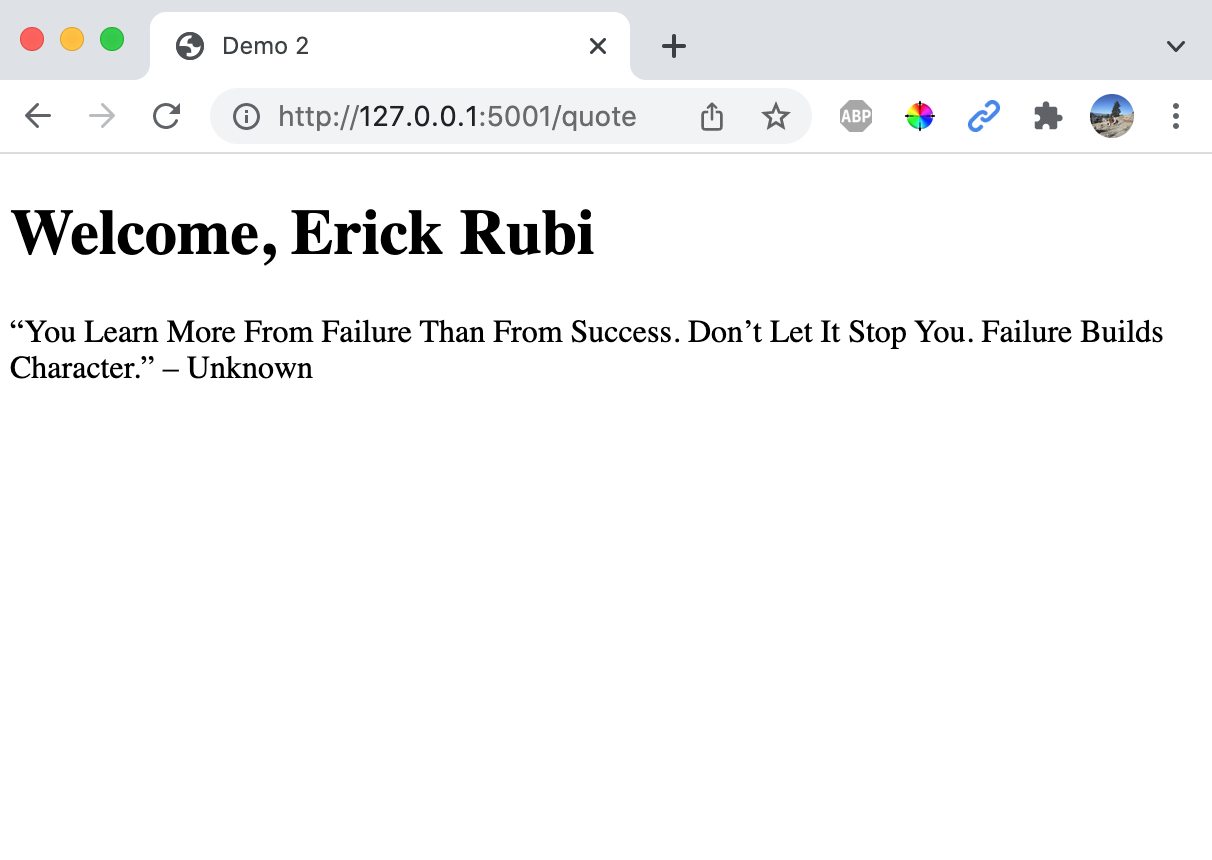 Demo 2
http://127.0.0.1:5001/quote
ABP
Welcome, Erick Rubi
“You Learn More From Failure Than From Success. Don’t Let It Stop You. Failure Builds
Character.” – Unknown